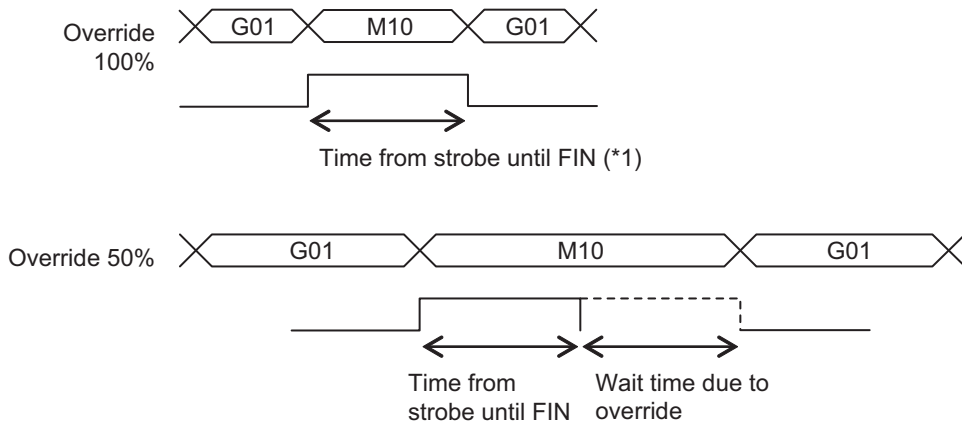 Override
100%
G01 M10 G01
Time from strobe until FIN (*1)
Override 50%
G01 M10 G01
Time from
strobe until FIN
Wait time due to
override